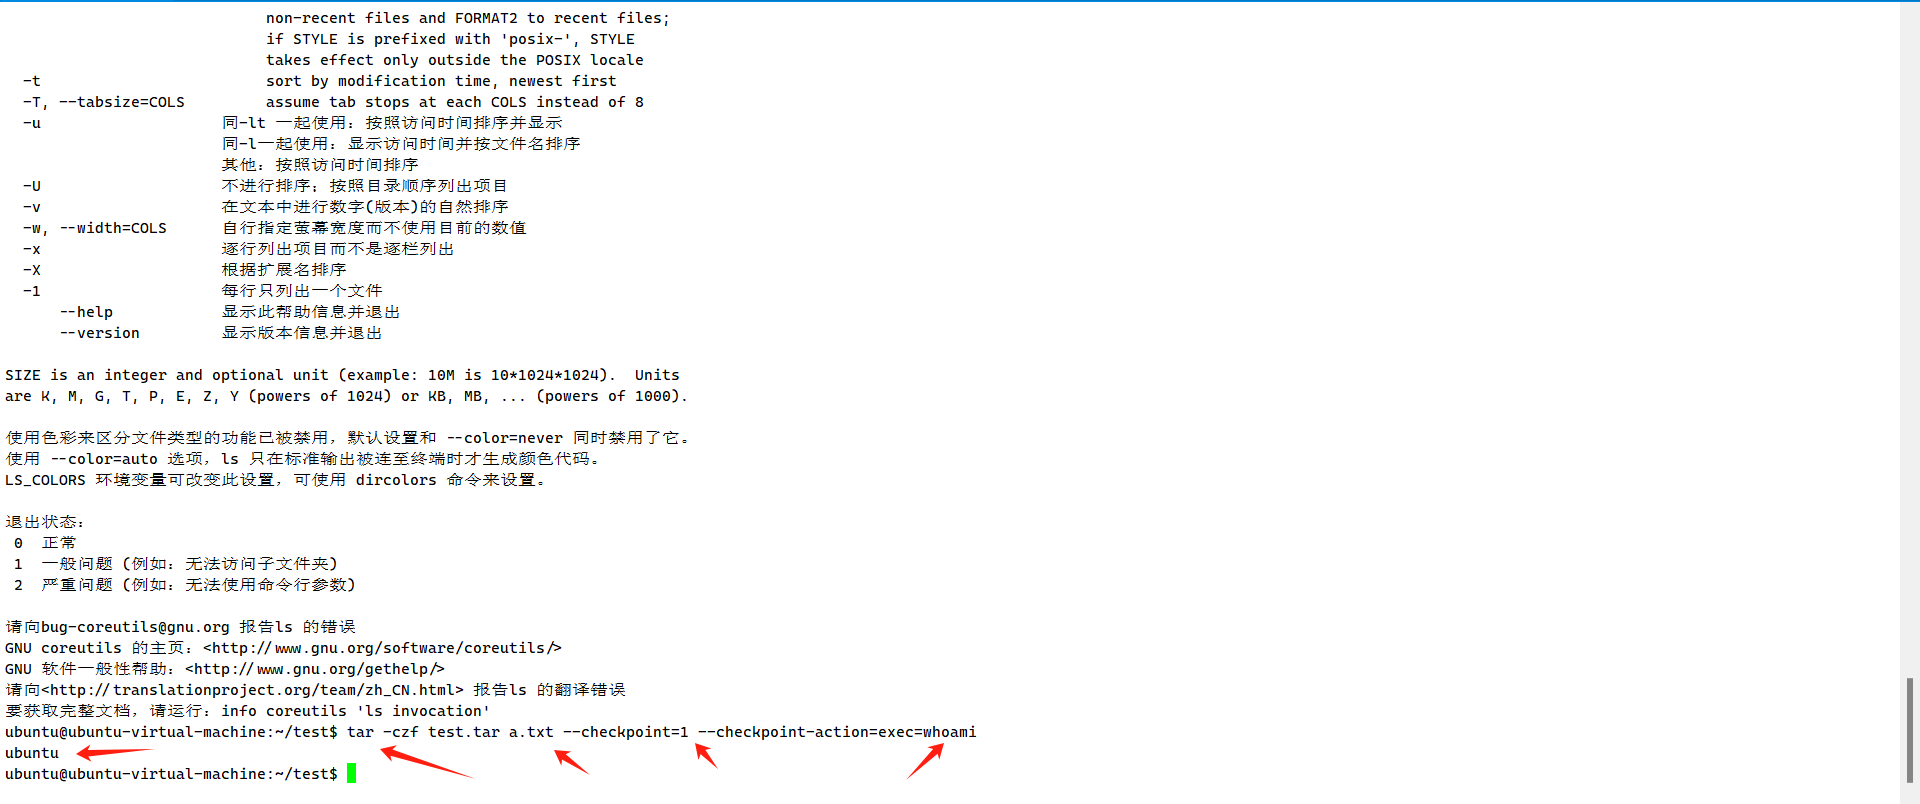 non-recent files and FORMAT2 to recent files;
if STYLE is prefixed with 'posix-', STYLE
takes effect only outside the POSIX locale
-t sort by modification time, newest first
-T, --tabsize=COLS assume tab stops at each COLS instead of 8
-u 同-lt 一起使用：按照访问时间排序并显示
同-l一起使用：显示访问时间并按文件名排序
其他：按照访问时间排序
-U 不进行排序；按照目录顺序列出项目
-v 在文本中进行数字(版本)的自然排序
-w, --width=COLS 自行指定萤幕宽度而不使用目前的数值
-x 逐行列出项目而不是逐栏列出
-X 根据扩展名排序
-1 每行只列出一个文件
--help 显示此帮助信息并退出
--version 显示版本信息并退出
SIZE is an integer and optional unit (example: 10M is 10*1024*1024). Units
are K, M, G, T, P, E, Z, Y (powers of 1024) or KB, MB, ... (powers of 1000).
使用色彩来区分文件类型的功能已被禁用，默认设置和 --color=never 同时禁用了它。
使用 --color=auto 选项，ls 只在标准输出被连至终端时才生成颜色代码。
LS_COLORS 环境变量可改变此设置，可使用 dircolors 命令来设置。
退出状态：
0 正常
1 一般问题 (例如：无法访问子文件夹)
2 严重问题 (例如：无法使用命令行参数)
请向bug-coreutils@gnu.org 报告ls 的错误
GNU coreutils 的主页：<http://www.gnu.org/software/coreutils/>
GNU 软件一般性帮助：<http://www.gnu.org/gethelp/>
请向<http://translationproject.org/team/zh_CN.html> 报告ls 的翻译错误
要获取完整文档，请运行：info coreutils 'ls invocation'
ubuntu@ubuntu-virtual-machine:~/test$ tar -czf test.tar a.txt --checkpoint=1 --checkpoint-action=exec=whoami
ubuntu
ubuntu@ubuntu-virtual-machine:~/test$